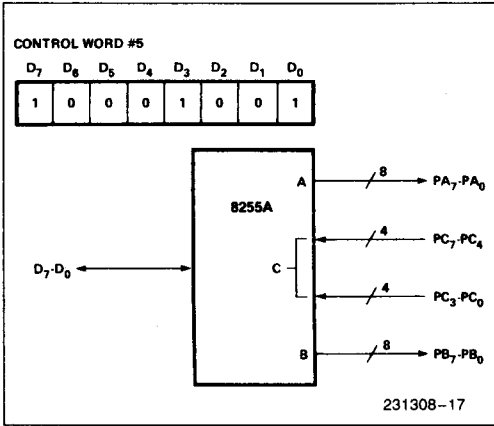 CONTROL WORD #5
D7 D6 D5 D4 D3 D2 D1 D0
1 0 0 0 1 0 0 1
A
8
PA7-PA0
8255A
4
PC7-PC4
D7-D0
C
4
PC3-PC0
B
8
PB7-PB0
231308-17